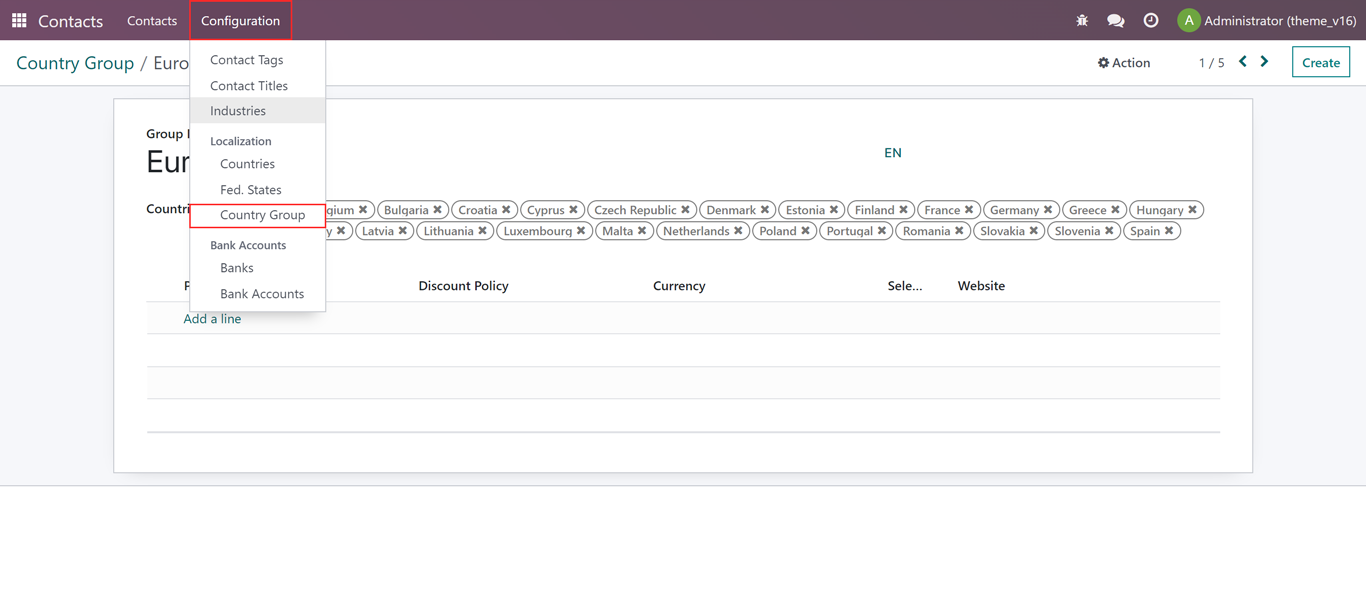 Contacts Contacts Configuration A Administrator (theme_v16)
Country Group / Euro Action 1 / 5 Create
Contact Tags
Contact Titles
Industries
Localization
Countries
Fed. States
Country Group
Bank Accounts
Banks
Bank Accounts
Group
Eur
EN
Bulgaria Croatia Cyprus Czech Republic Denmark Estonia Finland France Germany Greece Hungary
Latvia Lithuania Luxembourg Malta Netherlands Poland Portugal Romania Slovakia Slovenia Spain
Discount Policy Currency Sele... Website
Add a line